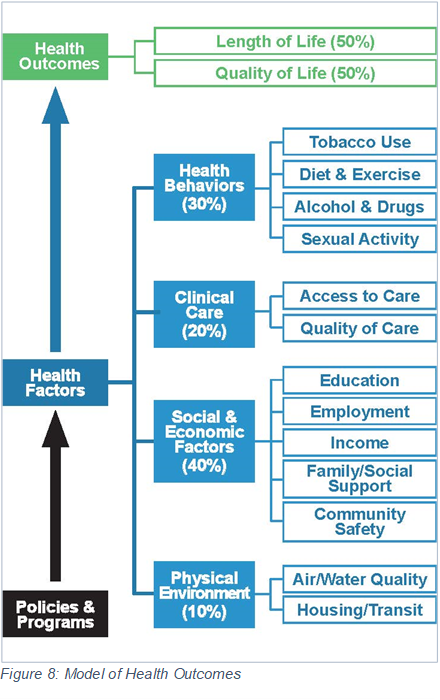 Health
Outcomes
Length of Life (50%)
Quality of Life (50%)
Health
Behaviors
(30%)
Tobacco Use
Diet & Exercise
Alcohol & Drugs
Sexual Activity
Clinical
Care
(20%)
Access to Care
Quality of Care
Health
Factors
Social &
Economic
Factors
(40%)
Education
Employment
Income
Family/Social
Support
Community
Safety
Physical
Environment
(10%)
Air/Water Quality
Housing/Transit
Policies &
Programs
Figure 8: Model of Health Outcomes